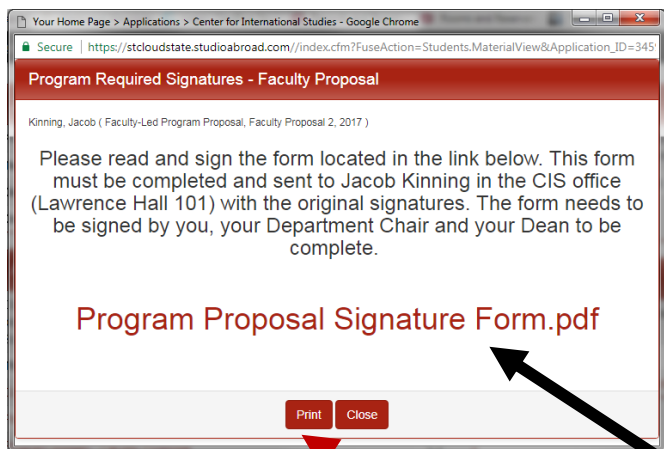 Your Home Page > Applications > Center for International Studies - Google Chrome
Secure | https://stcloudstate.studioabroad.com//index.cfm?FuseAction=Students.MaterialView&Application_ID=345
Program Required Signatures - Faculty Proposal
Kinning, Jacob ( Faculty-Led Program Proposal, Faculty Proposal 2, 2017 )
Please read and sign the form located in the link below. This form
must be completed and sent to Jacob Kinning in the CIS office
(Lawrence Hall 101) with the original signatures. The form needs to
be signed by you, your Department Chair and your Dean to be
complete.
Program Proposal Signature Form.pdf
Print Close